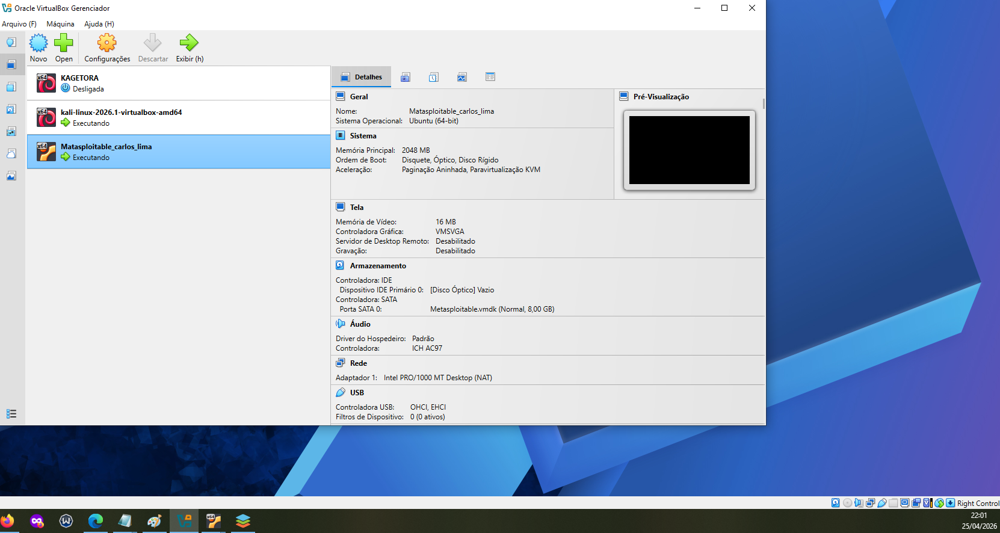 Oracle VirtualBox Gerenciador
Arquivo (F) Máquina Ajuda (H)
Novo Open Configurações Descartar Exibir (h)
x64 KAGETORA
Desligada
x64 kali-linux-2026.1-virtualbox-amd64
Executando
x64 Matasploitable_carlos_lima
Executando
Detalhes
Geral
Nome: Matasploitable_carlos_lima
Sistema Operacional: Ubuntu (64-bit)
Pré-Visualização
Sistema
Memória Principal: 2048 MB
Ordem de Boot: Disquete, Óptico, Disco Rígido
Aceleração: Paginação Aninhada, Paravirtualização KVM
Tela
Memória de Vídeo: 16 MB
Controladora Gráfica: VMSVGA
Servidor de Desktop Remoto: Desabilitado
Gravação: Desabilitado
Armazenamento
Controladora: IDE
Dispositivo IDE Primário 0: [Disco Óptico] Vazio
Controladora: SATA
Porta SATA 0: Metasploitable.vmdk (Normal, 8,00 GB)
Áudio
Driver do Hospedeiro: Padrão
Controladora: ICH AC97
Rede
Adaptador 1: Intel PRO/1000 MT Desktop (NAT)
USB
Controladora USB: OHCI, EHCI
Filtros de Dispositivo: 0 (0 ativos)
Right Control
x64
22:01
25/04/2026